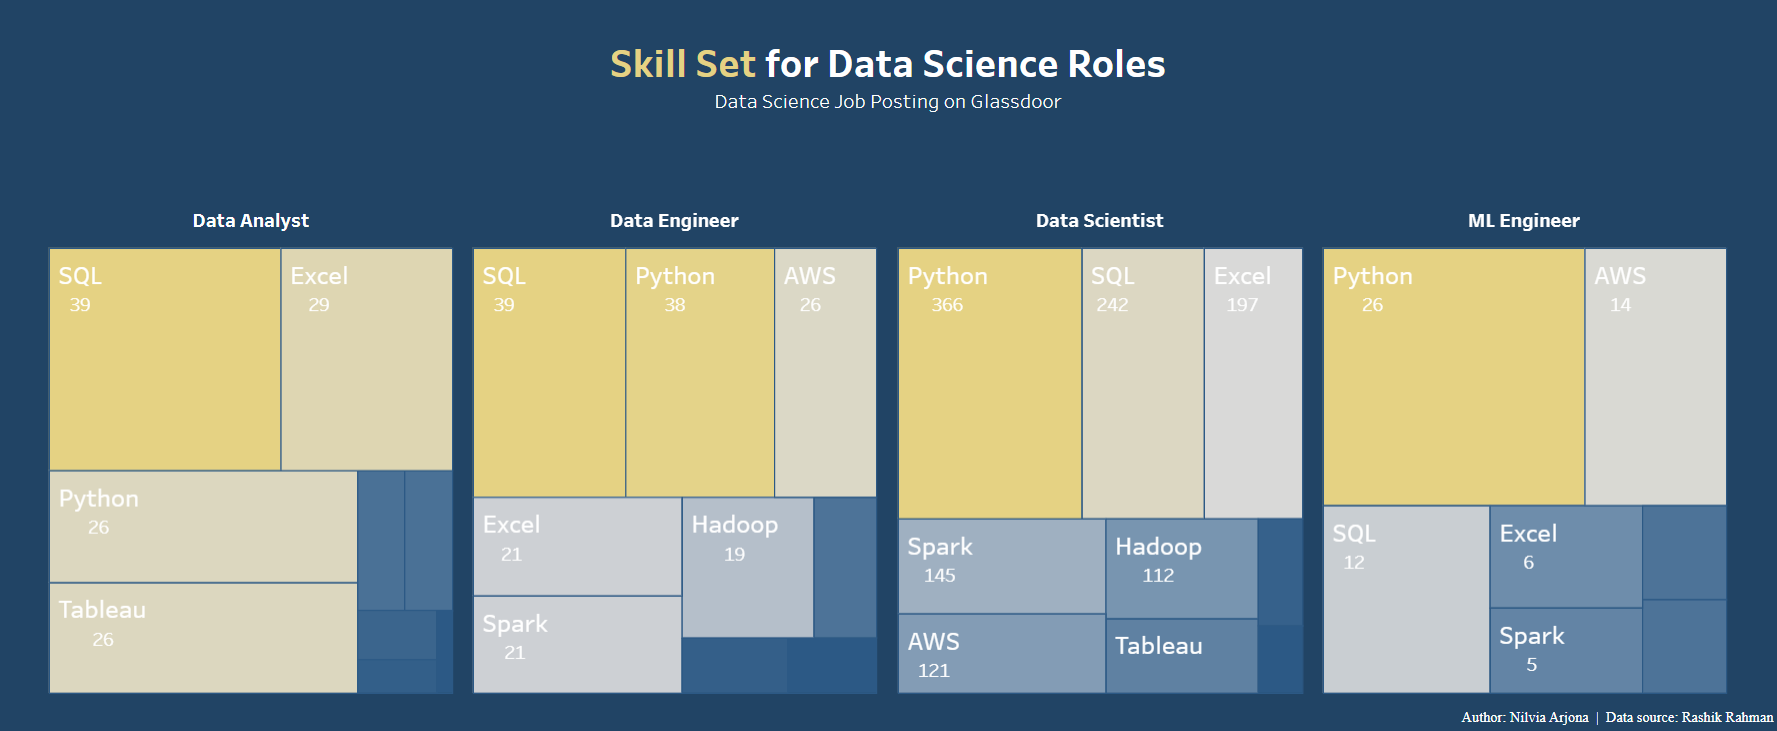 Skill Set for Data Science Roles
Data Science Job Posting on Glassdoor
Data Analyst
SQL
39
Excel
29
Python
26
Tableau
26
Data Engineer
SQL
39
Python
38
AWS
26
Excel
21
Hadoop
19
Spark
21
Data Scientist
Python
366
SQL
242
Excel
197
Spark
145
Hadoop
112
AWS
121
Tableau
ML Engineer
Python
26
AWS
14
SQL
12
Excel
6
Spark
5
Author: Nilvia Arjona | Data source: Rashik Rahman